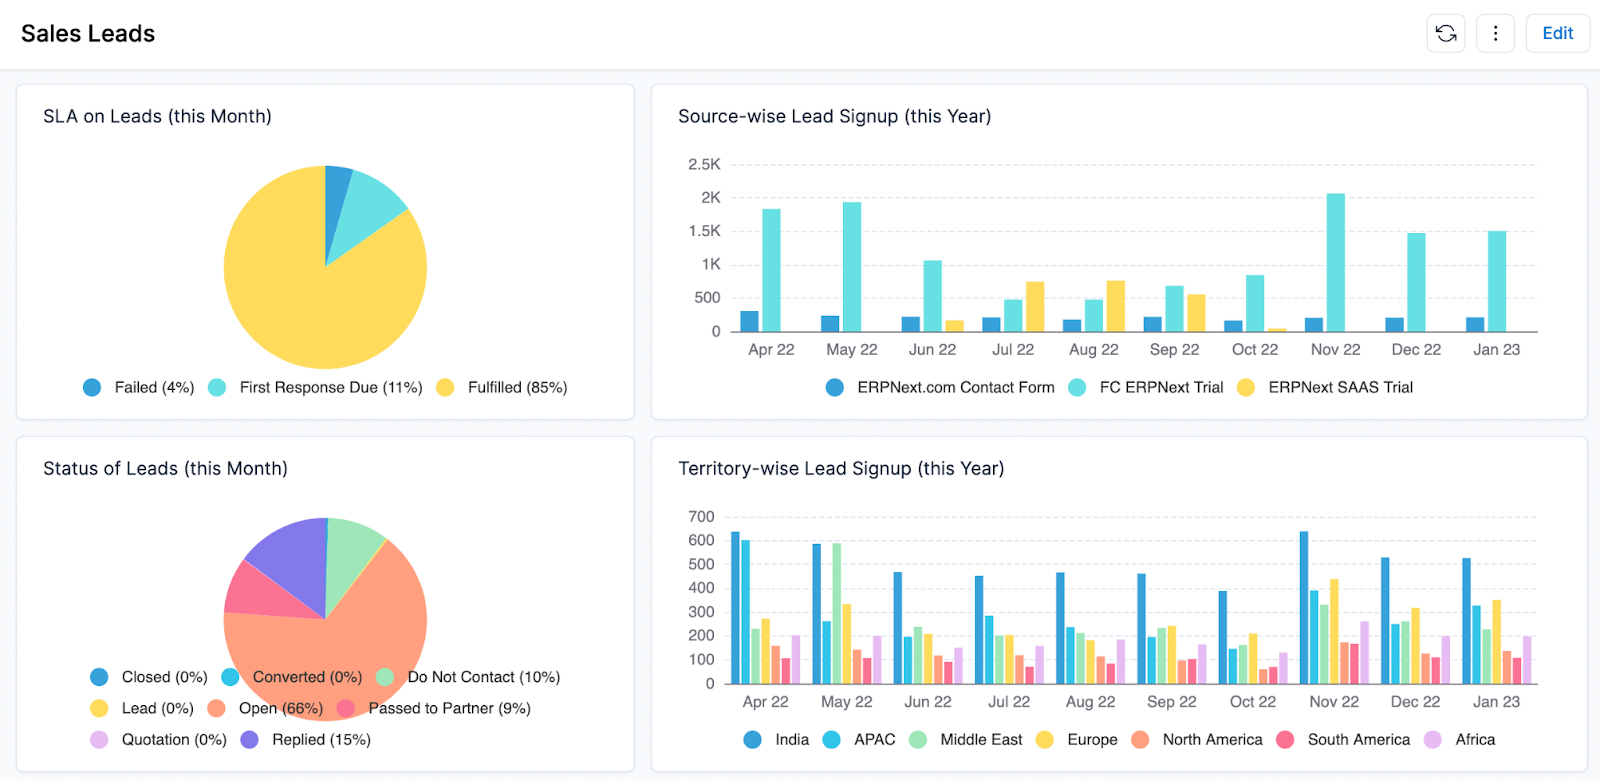 Sales Leads
Edit
SLA on Leads (this Month)
Failed (4%) First Response Due (11%) Fulfilled (85%)
Source-wise Lead Signup (this Year)
2.5K
2K
1.5K
1K
500
0
Apr 22 May 22 Jun 22 Jul 22 Aug 22 Sep 22 Oct 22 Nov 22 Dec 22 Jan 23
ERPNext.com Contact Form FC ERPNext Trial ERPNext SAAS Trial
Status of Leads (this Month)
Closed (0%) Converted (0%) Do Not Contact (10%)
Lead (0%) Open (66%) Passed to Partner (9%)
Quotation (0%) Replied (15%)
Territory-wise Lead Signup (this Year)
700
600
500
400
300
200
100
0
Apr 22 May 22 Jun 22 Jul 22 Aug 22 Sep 22 Oct 22 Nov 22 Dec 22 Jan 23
India APAC Middle East Europe North America South America Africa